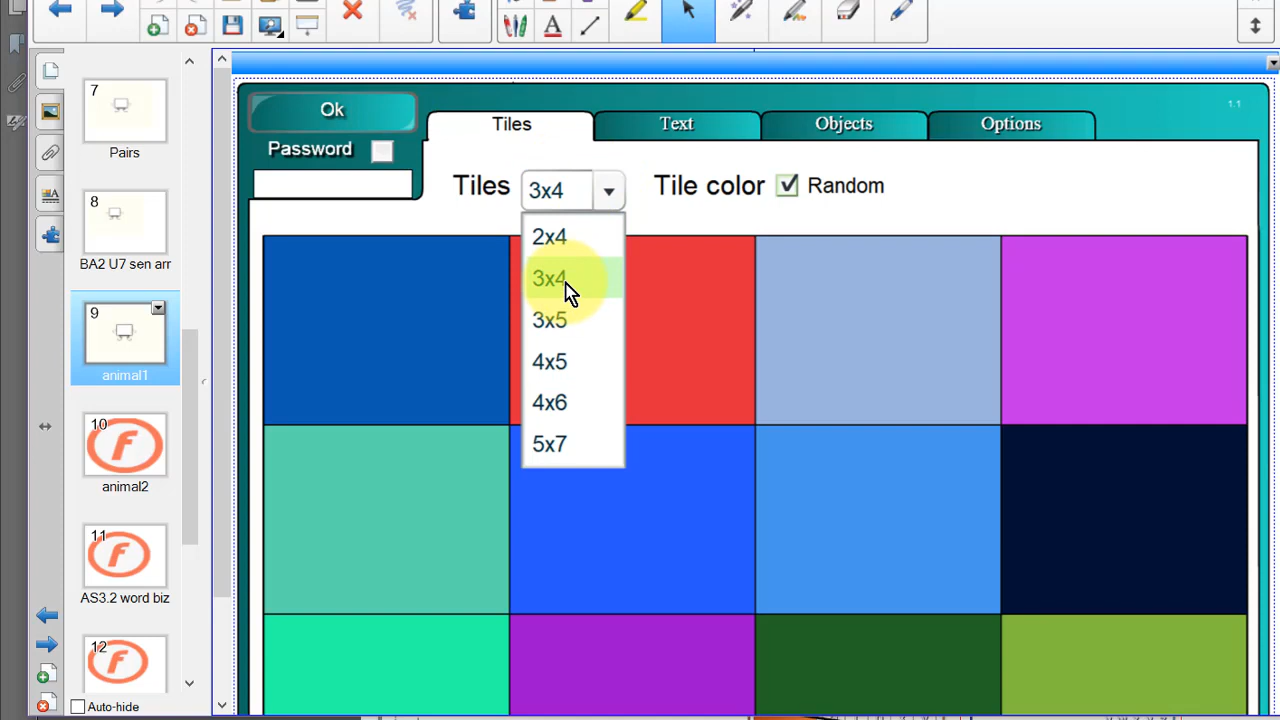 7
Pairs
8
BA2 U7 sen arr
9
animal1
10
animal2
11
AS3.2 word biz
12
Auto-hide
Ok
Password
Tiles
Text
Objects
Options
1.1
Tiles
3x4
Tile color
Random
2x4
3x4
3x5
4x5
4x6
5x7